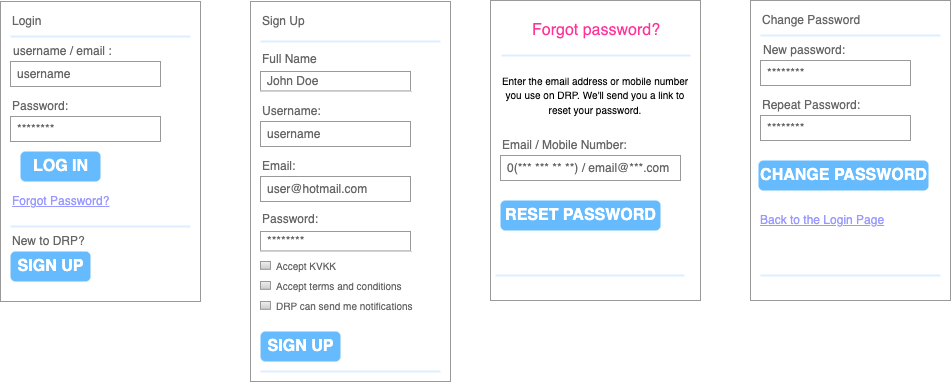 Login
username / email :
username
Password:
********
LOG IN
Forgot Password?
New to DRP?
SIGN UP
Sign Up
Full Name
John Doe
Username:
username
Email:
user@hotmail.com
Password:
********
Accept KVKK
Accept terms and conditions
DRP can send me notifications
SIGN UP
Forgot password?
Enter the email address or mobile number
you use on DRP. We'll send you a link to
reset your password.
Email / Mobile Number:
0(*** *** ** **) / email@***.com
RESET PASSWORD
Change Password
New password:
********
Repeat Password:
********
CHANGE PASSWORD
Back to the Login Page